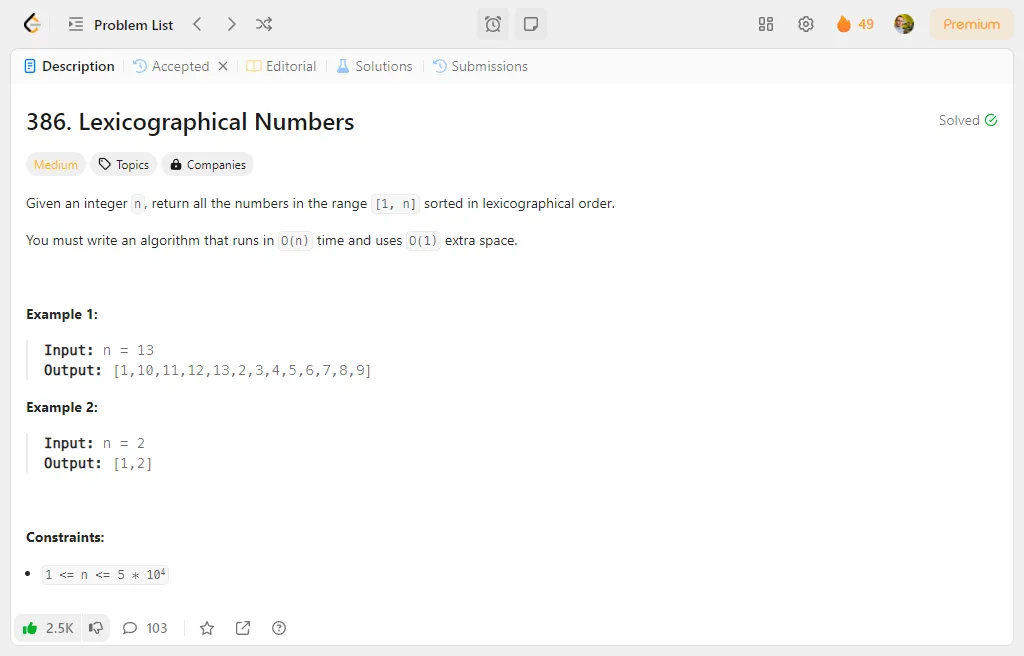 Problem List
49
Premium
Description
Accepted
Editorial
Solutions
Submissions
386. Lexicographical Numbers
Solved
Medium
Topics
Companies
Given an integer n, return all the numbers in the range [1, n] sorted in lexicographical order.
You must write an algorithm that runs in O(n) time and uses O(1) extra space.
Example 1:
Input: n = 13
Output: [1,10,11,12,13,2,3,4,5,6,7,8,9]
Example 2:
Input: n = 2
Output: [1,2]
Constraints:
• 1 <= n <= 5 * 10⁴
2.5K
103